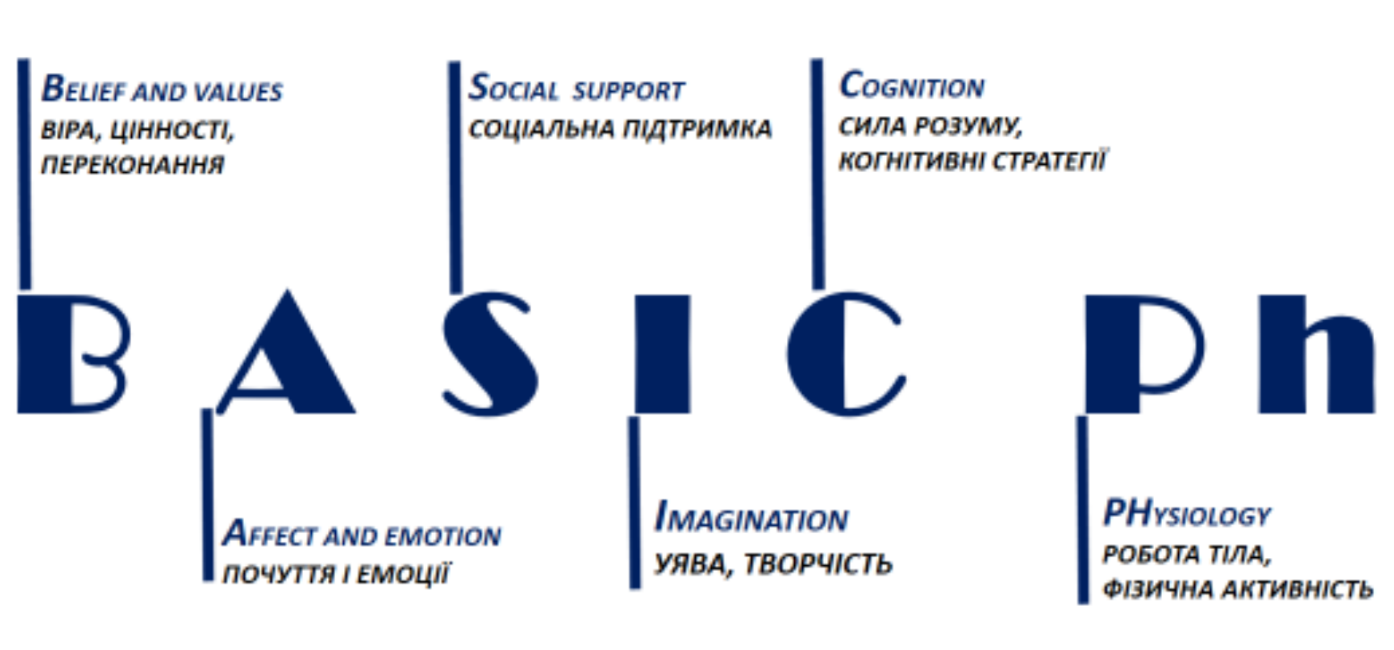 BELIEF AND VALUES
ВІРА, ЦІННОСТІ,
ПЕРЕКОНАННЯ
SOCIAL SUPPORT
СОЦІАЛЬНА ПІДТРИМКА
COGNITION
СИЛА РОЗУМУ,
КОГНІТИВНІ СТРАТЕГІЇ
BASIC Ph
AFFECT AND EMOTION
ПОЧУТТЯ І ЕМОЦІЇ
IMAGINATION
УЯВА, ТВОРЧІСТЬ
PHYSIOLOGY
РОБОТА ТІЛА,
ФІЗИЧНА АКТИВНІСТЬ